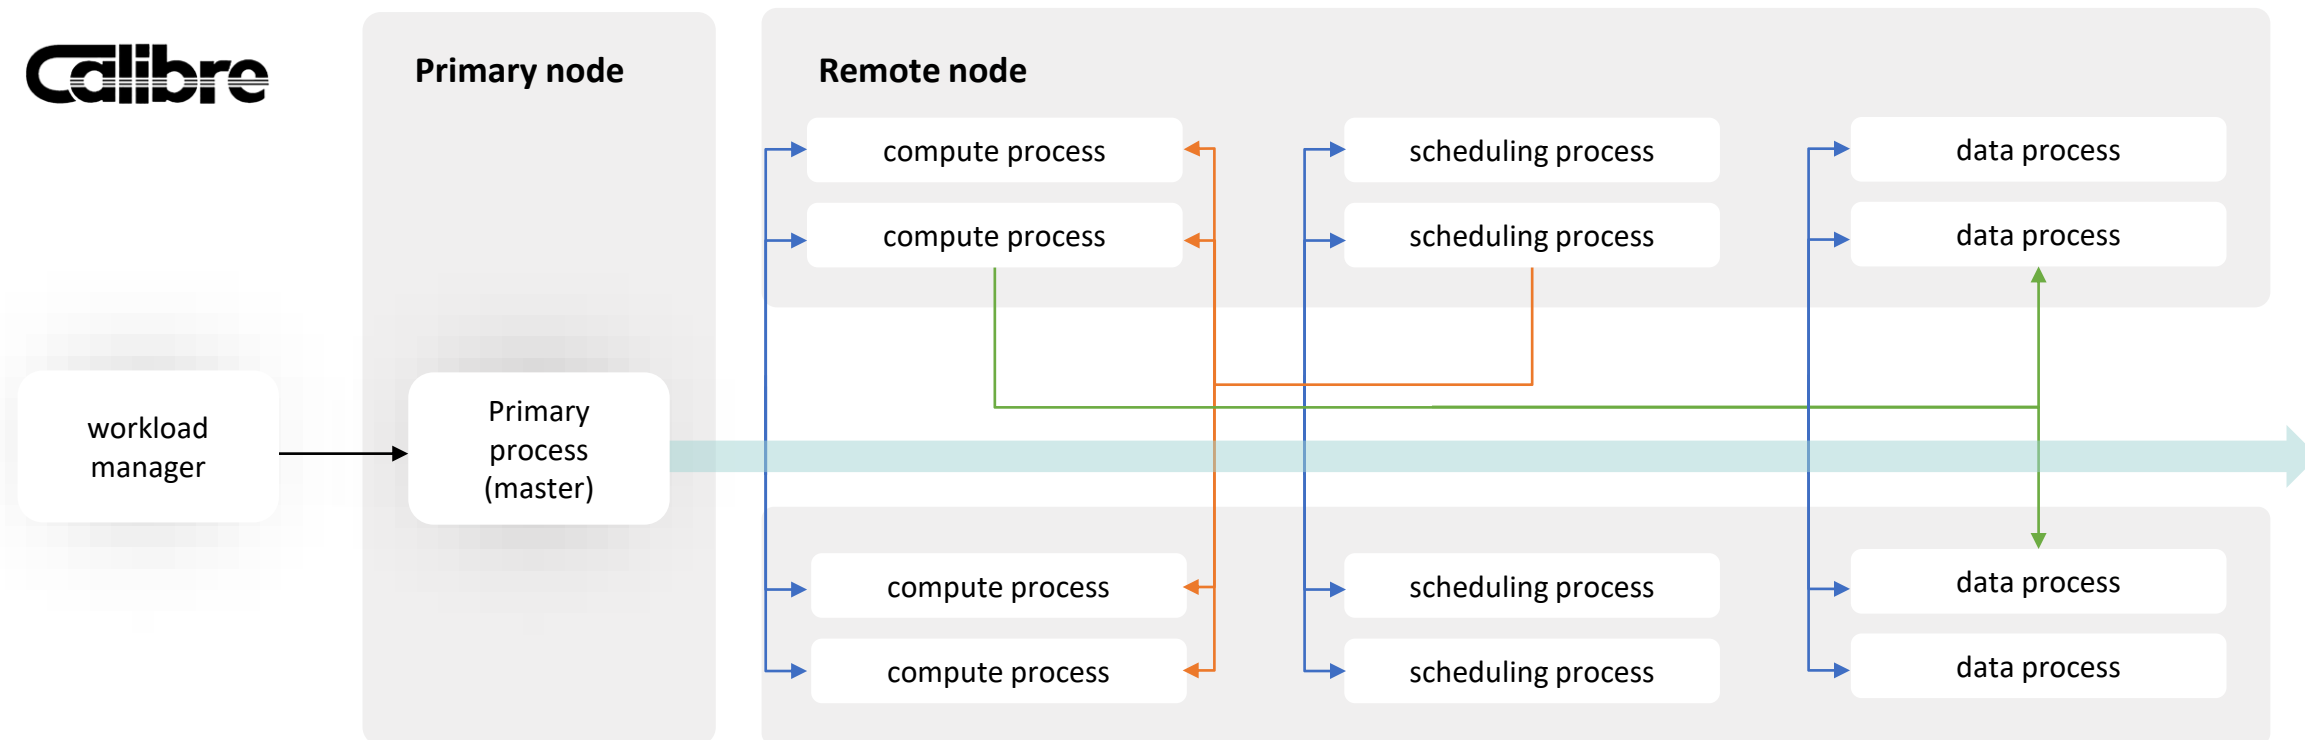 Calibre
Primary node
Remote node
compute process
scheduling process
data process
compute process
scheduling process
data process
workload
manager
Primary
process
(master)
compute process
scheduling process
data process
compute process
scheduling process
data process